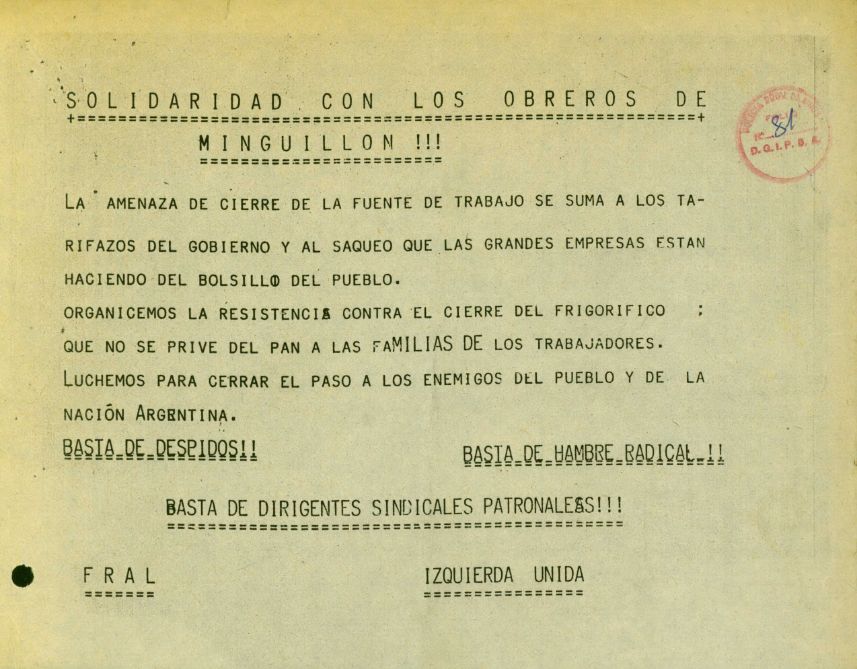 SOLIDARIDAD CON LOS OBREROS DE
MINGUILLON !!!
LA AMENAZA DE CIERRE DE LA FUENTE DE TRABAJO SE SUMA A LOS TA-
RIFAZOS DEL GOBIERNO Y AL SAQUEO QUE LAS GRANDES EMPRESAS ESTAN
HACIENDO DEL BOLSILLO DEL PUEBLO.
ORGANICEMOS LA RESISTENCIA CONTRA EL CIERRE DEL FRIGORIFICO ;
QUE NO SE PRIVE DEL PAN A LAS FAMILIAS DE LOS TRABAJADORES.
LUCHEMOS PARA CERRAR EL PASO A LOS ENEMIGOS DEL PUEBLO Y DE LA
NACIÓN ARGENTINA.
BASTA DE DESPIDOS!!
BASTA DE HAMBRE RADICAL !!
BASTA DE DIRIGENTES SINDICALES PATRONALES!!!
F R A L
IZQUIERDA UNIDA
81
D. G. I. P. B. A.